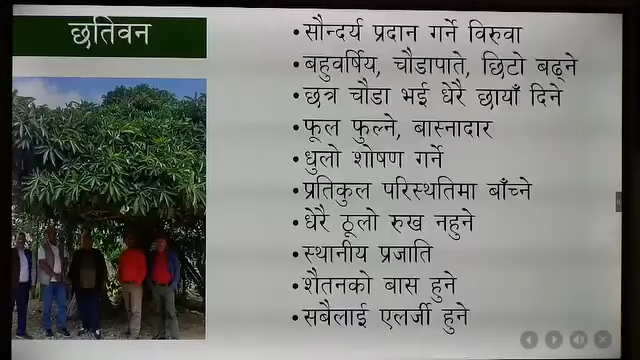 छतिवन
• सौन्दर्य प्रदान गर्ने विरुवा
• बहुवर्षिय, चौडापाते, छिटो बढ्ने
• छत्र चौडा भई धेरै छायाँ दिने
• फूल फुल्ने, बास्नादार
• धुलो शोषण गर्ने
• प्रतिकुल परिस्थतिमा बाँच्ने
• धेरै ठूलो रुख नहुने
• स्थानीय प्रजाति
• शैतनको बास हुने
• सबैलाई एलर्जी हुने